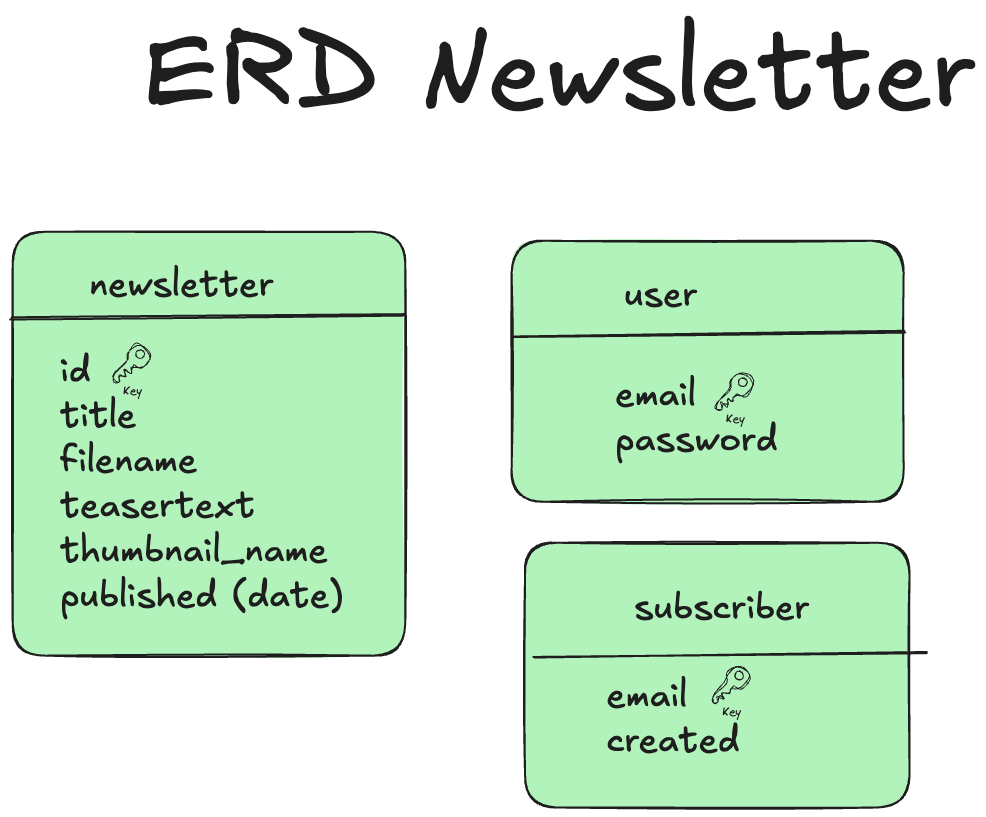 ERD Newsletter
newsletter
id
Key
title
filename
teasertext
thumbnail_name
published (date)
user
email
Key
password
subscriber
email
Key
created